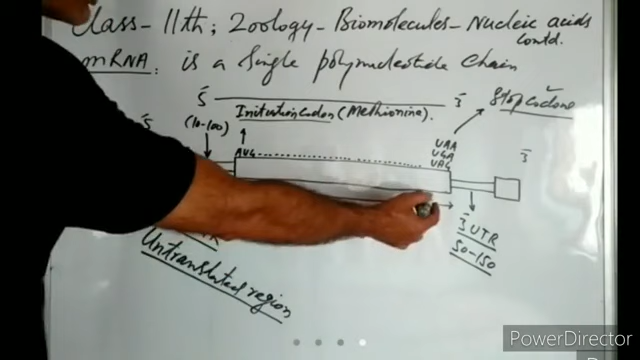 Class - 11th; Zoology - Biomolecules - Nucleic acids
Contd.
mRNA: is a Single polynucleotide Chain
5̄ 3̄
Initiation Codon (Methionine).
Stop Codone
5̄
(10-100)
AUG
UAA
UGA
UAG
3̄
3̄ UTR
50-150
Untranslated region
PowerDirector